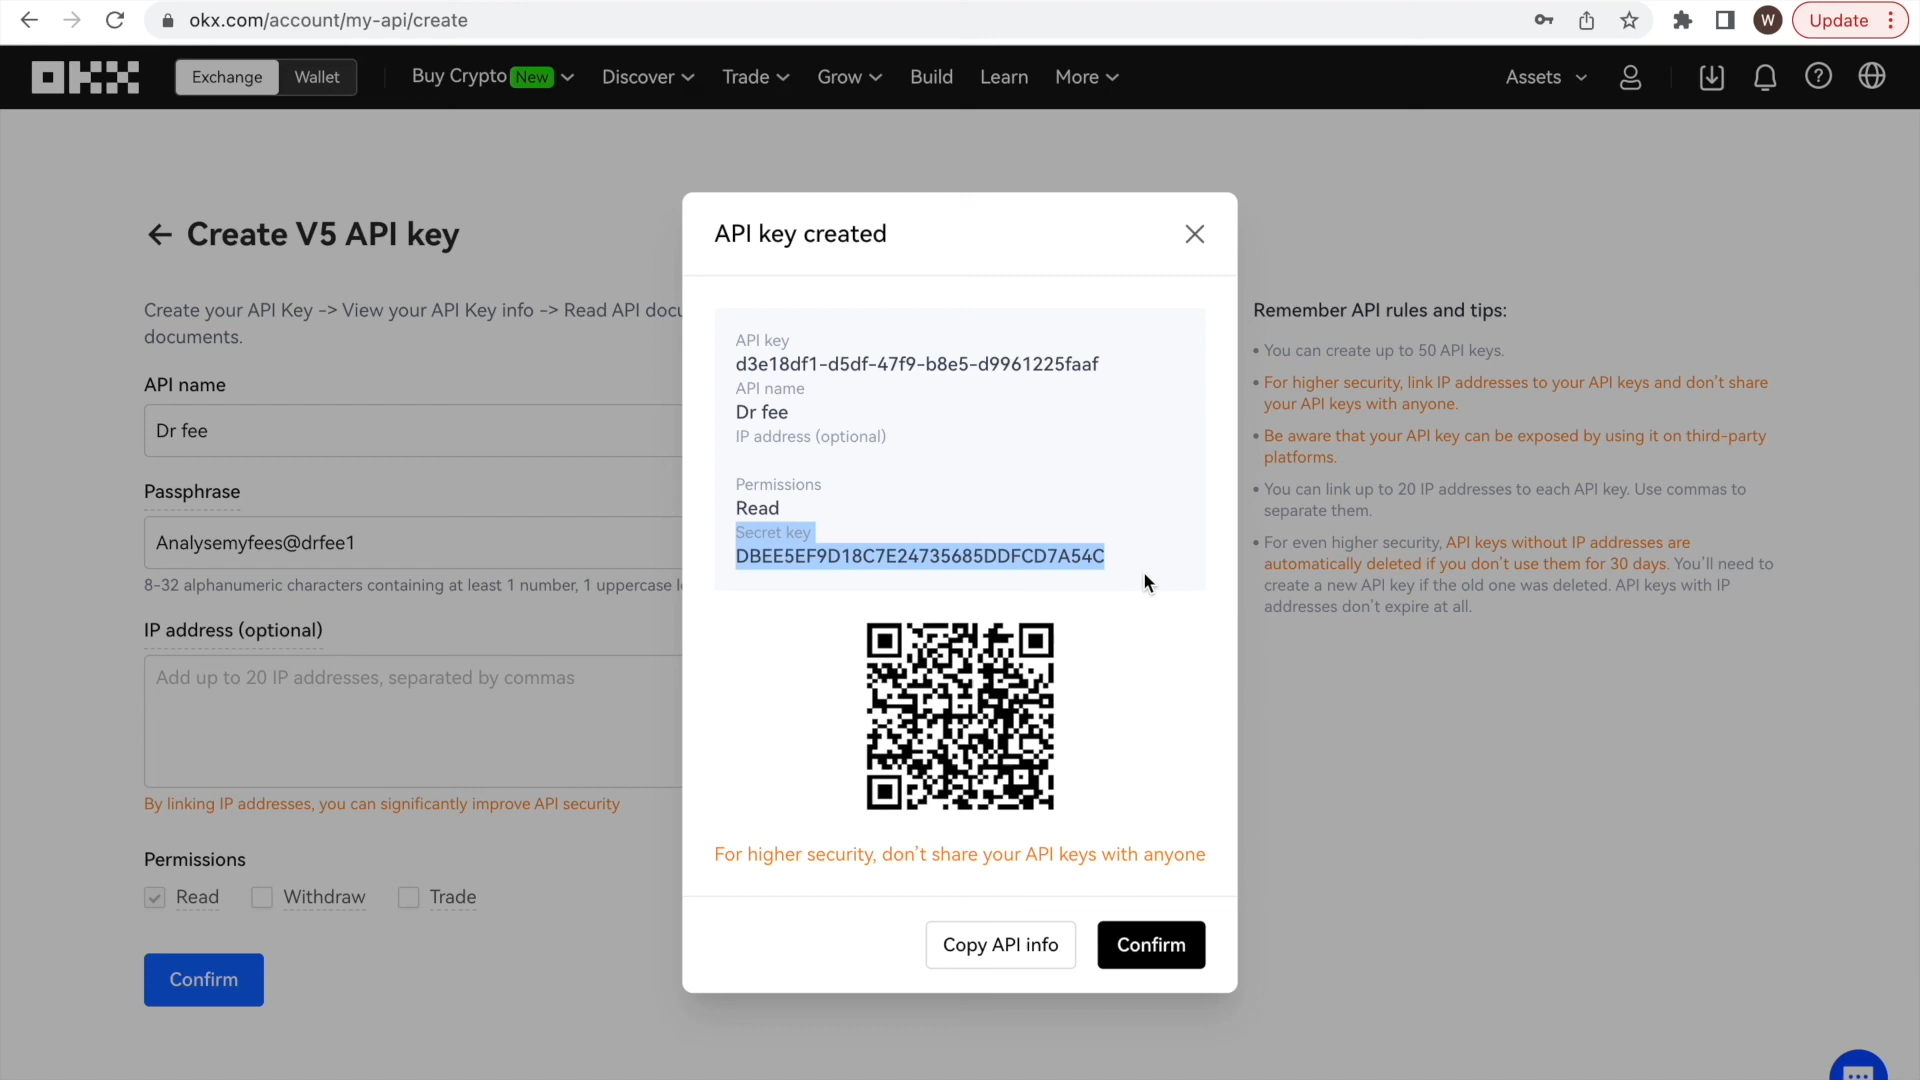 okx.com/account/my-api/create
W
Update
OKX
Exchange
Wallet
Buy Crypto New
Discover
Trade
Grow
Build
Learn
More
Assets
Create V5 API key
Create your API Key -> View your API Key info -> Read API docu
documents.
API name
Dr fee
Passphrase
Analysemyfees@drfee1
8-32 alphanumeric characters containing at least 1 number, 1 uppercase l
IP address (optional)
Add up to 20 IP addresses, separated by commas
By linking IP addresses, you can significantly improve API security
Permissions
Read
Withdraw
Trade
Confirm
API key created
API key
d3e18df1-d5df-47f9-b8e5-d9961225faaf
API name
Dr fee
IP address (optional)
Permissions
Read
Secret key
DBEE5EF9D18C7E24735685DDFCD7A54C
For higher security, don't share your API keys with anyone
Copy API info
Confirm
Remember API rules and tips:
• You can create up to 50 API keys.
• For higher security, link IP addresses to your API keys and don't share
your API keys with anyone.
• Be aware that your API key can be exposed by using it on third-party
platforms.
• You can link up to 20 IP addresses to each API key. Use commas to
separate them.
• For even higher security, API keys without IP addresses are
automatically deleted if you don't use them for 30 days. You'll need to
create a new API key if the old one was deleted. API keys with IP
addresses don't expire at all.